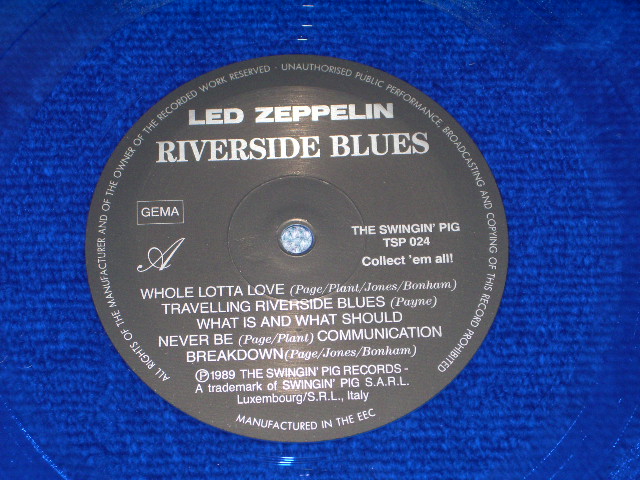 ALL RIGHTS OF THE MANUFACTURER AND OF THE OWNER OF THE RECORDED WORK RESERVED · UNAUTHORISED PUBLIC PERFORMANCE, BROADCASTING AND COPYING OF THIS RECORD PROHIBITED
LED ZEPPELIN
RIVERSIDE BLUES
GEMA
THE SWINGIN' PIG
TSP 024
A
Collect 'em all!
WHOLE LOTTA LOVE (Page/Plant/Jones/Bonham)
TRAVELLING RIVERSIDE BLUES (Payne)
WHAT IS AND WHAT SHOULD
NEVER BE (Page/Plant) COMMUNICATION
BREAKDOWN(Page/Jones/Bonham)
Ⓟ1989 THE SWINGIN' PIG RECORDS -
A trademark of SWINGIN' PIG S.A.R.L.
Luxembourg/S.R.L., Italy
MANUFACTURED IN THE EEC